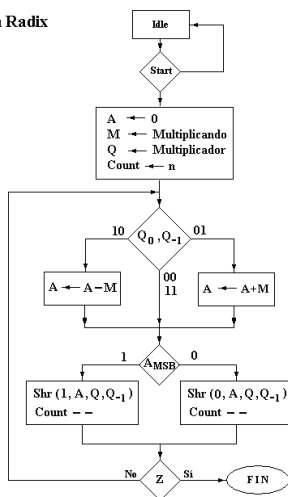 Radix
Idle
Start
A ← 0
M ← Multiplicando
Q ← Multiplicador
Count ← n
10
Q0 , Q-1
01
00
11
A ← A-M
A ← A+M
1
AMSB
0
Shr (1, A, Q, Q-1)
Count - -
Shr (0, A, Q, Q-1)
Count - -
No
Z
Si
FIN